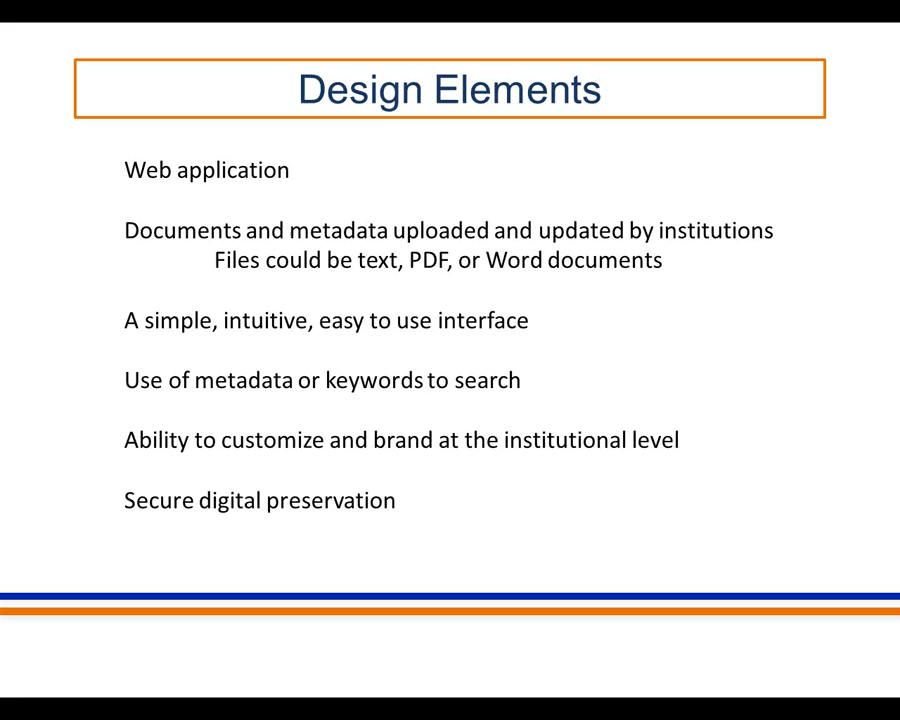 Design Elements
Web application
Documents and metadata uploaded and updated by institutions
Files could be text, PDF, or Word documents
A simple, intuitive, easy to use interface
Use of metadata or keywords to search
Ability to customize and brand at the institutional level
Secure digital preservation